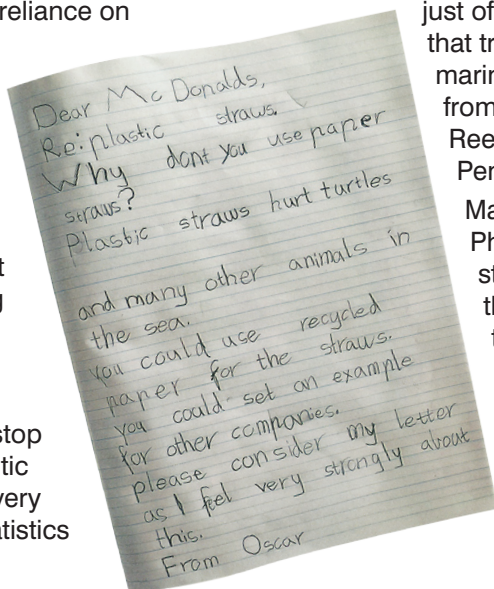 reliance on
t
g
stop
tic
very
atistics
Dear Mc Donalds,
Re: plastic straws.
Why dont you use paper
straws?
Plastic straws hurt turtles
and many other animals in
the sea.
you could use recycled
paper for the straws.
you could set an example
for other companies.
please consider my letter
as I feel very strongly about
this.
From Oscar
just of
that tr
marin
from
Ree
Per
Ma
Ph
st
th
t